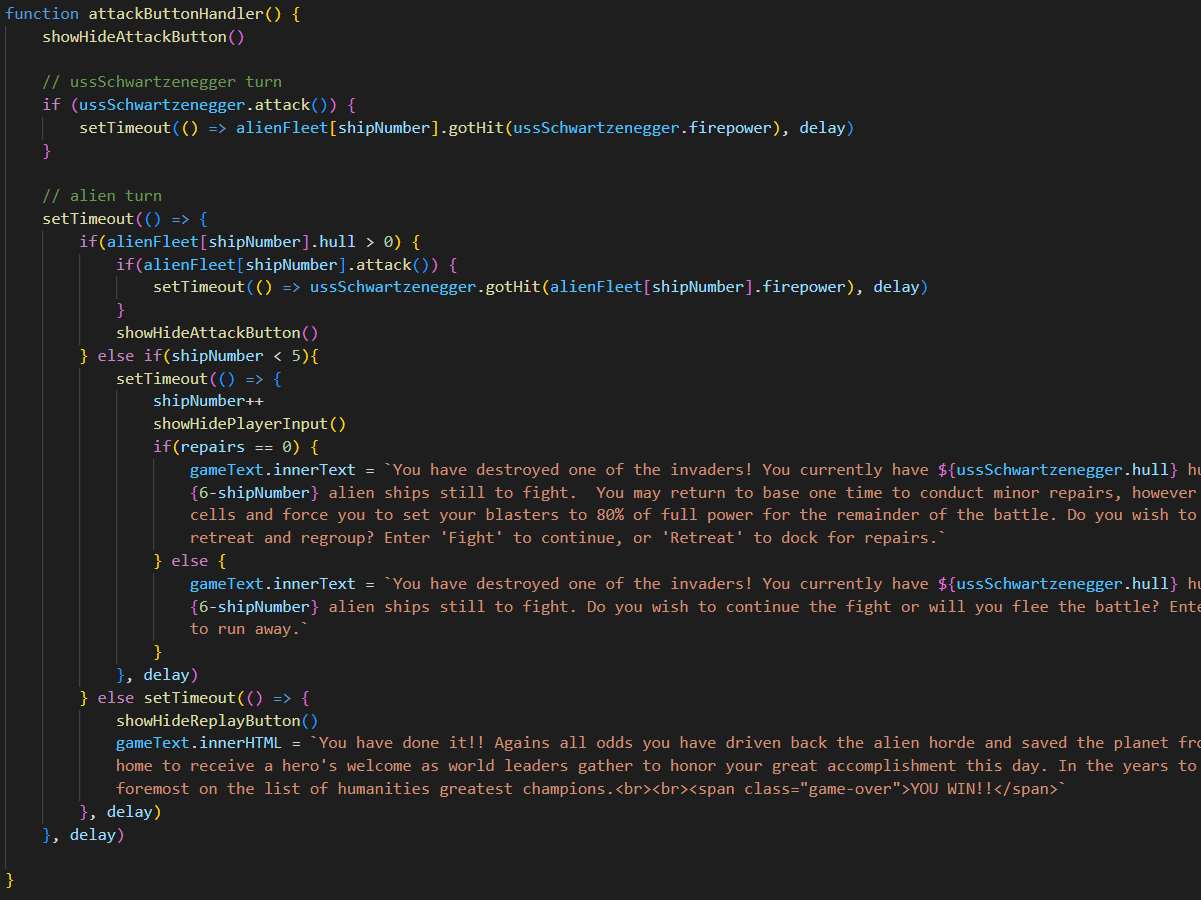 function attackButtonHandler() {
    showHideAttackButton()

    // ussSchwartzenegger turn
    if (ussSchwartzenegger.attack()) {
        setTimeout(() => alienFleet[shipNumber].gotHit(ussSchwartzenegger.firepower), delay)
    }

    // alien turn
    setTimeout(() => {
        if(alienFleet[shipNumber].hull > 0) {
            if(alienFleet[shipNumber].attack()) {
                setTimeout(() => ussSchwartzenegger.gotHit(alienFleet[shipNumber].firepower), delay)
            }
            showHideAttackButton()
        } else if(shipNumber < 5){
            setTimeout(() => {
                shipNumber++
                showHidePlayerInput()
                if(repairs == 0) {
                    gameText.innerText = `You have destroyed one of the invaders! You currently have ${ussSchwartzenegger.hull} hu
                    {6-shipNumber} alien ships still to fight.  You may return to base one time to conduct minor repairs, however
                    cells and force you to set your blasters to 80% of full power for the remainder of the battle. Do you wish to
                    retreat and regroup? Enter 'Fight' to continue, or 'Retreat' to dock for repairs.`
                } else {
                    gameText.innerText = `You have destroyed one of the invaders! You currently have ${ussSchwartzenegger.hull} hu
                    {6-shipNumber} alien ships still to fight. Do you wish to continue the fight or will you flee the battle? Ente
                    to run away.`
                }
            }, delay)
        } else setTimeout(() => {
            showHideReplayButton()
            gameText.innerHTML = `You have done it!! Agains all odds you have driven back the alien horde and saved the planet fro
            home to receive a hero's welcome as world leaders gather to honor your great accomplishment this day. In the years to
            foremost on the list of humanities greatest champions.<br><br><span class="game-over">YOU WIN!!</span>`
        }, delay)
    }, delay)

}